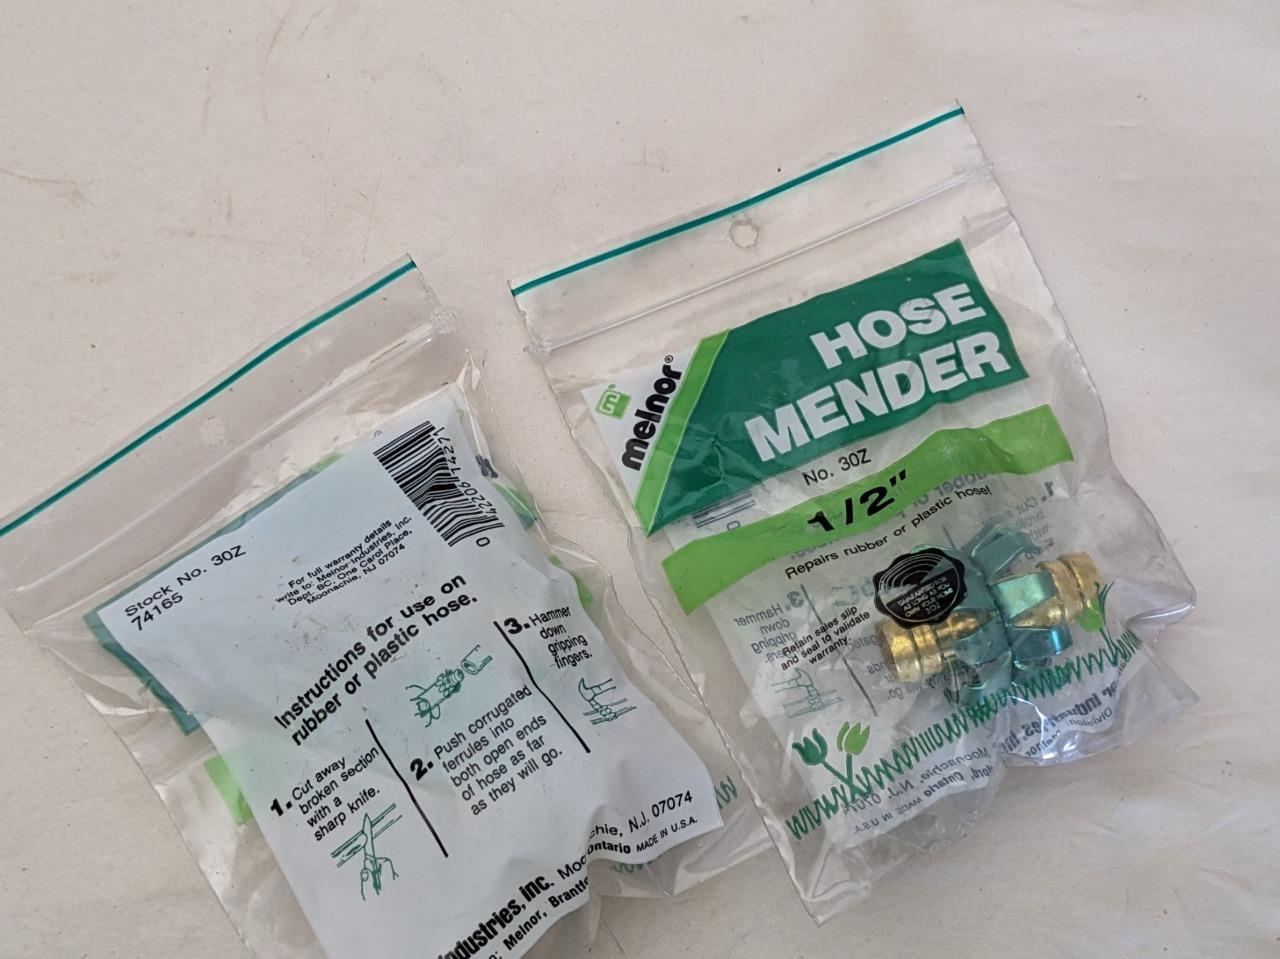 Stock No. 30Z
74165
For full warranty details
write to: Melnor Industries, Inc.
Dept. BC, One Carol Place,
Moonachie, NJ 07074
Instructions for use on
rubber or plastic hose.
1. Cut away
broken section
with a
sharp knife.
2. Push corrugated
ferrules into
both open ends
of hose as far
as they will go.
3. Hammer
down
gripping
fingers.
ndustries, Inc.
chie, N.J. 07074
Melnor,
ontario MADE IN U.S.A.
melnor®
HOSE
MENDER
No. 30Z
1/2"
Repairs rubber or plastic hose!
Retain sales slip
and seal to validate
warranty.